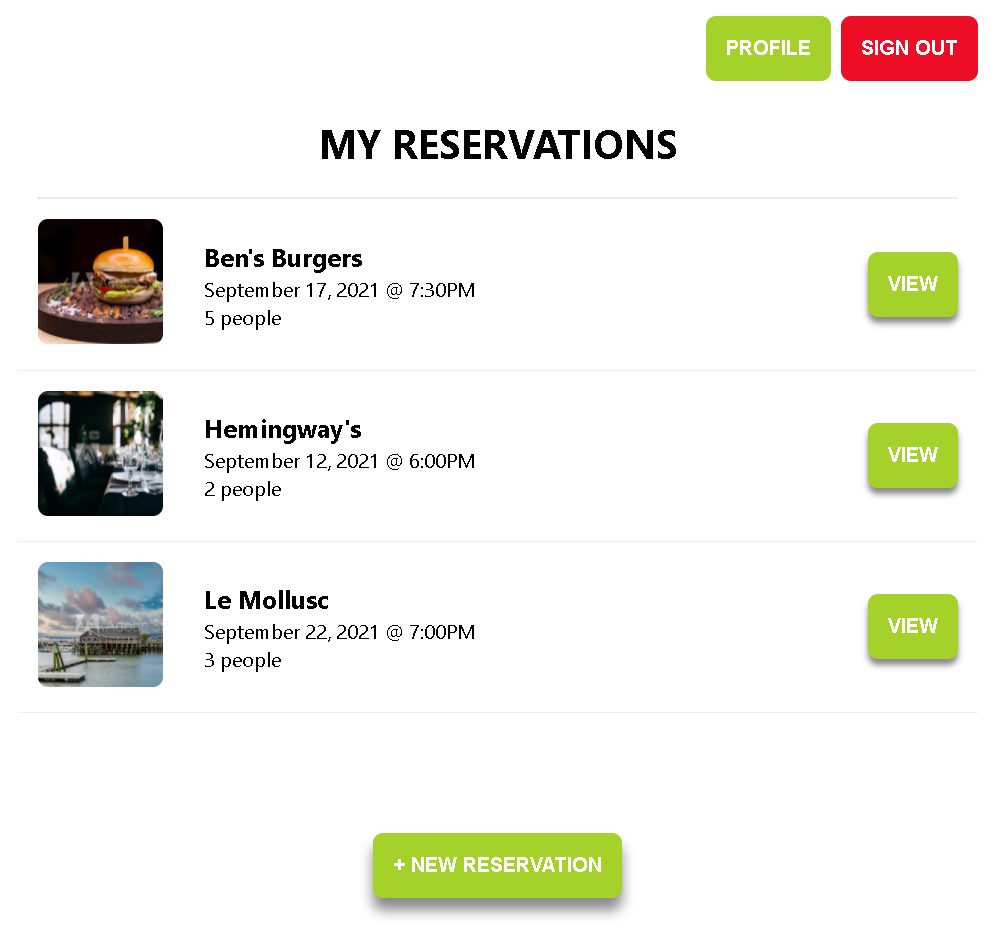 PROFILE
SIGN OUT
MY RESERVATIONS
Ben's Burgers
September 17, 2021 @ 7:30PM
5 people
VIEW
Hemingway's
September 12, 2021 @ 6:00PM
2 people
VIEW
Le Mollusc
September 22, 2021 @ 7:00PM
3 people
VIEW
+ NEW RESERVATION